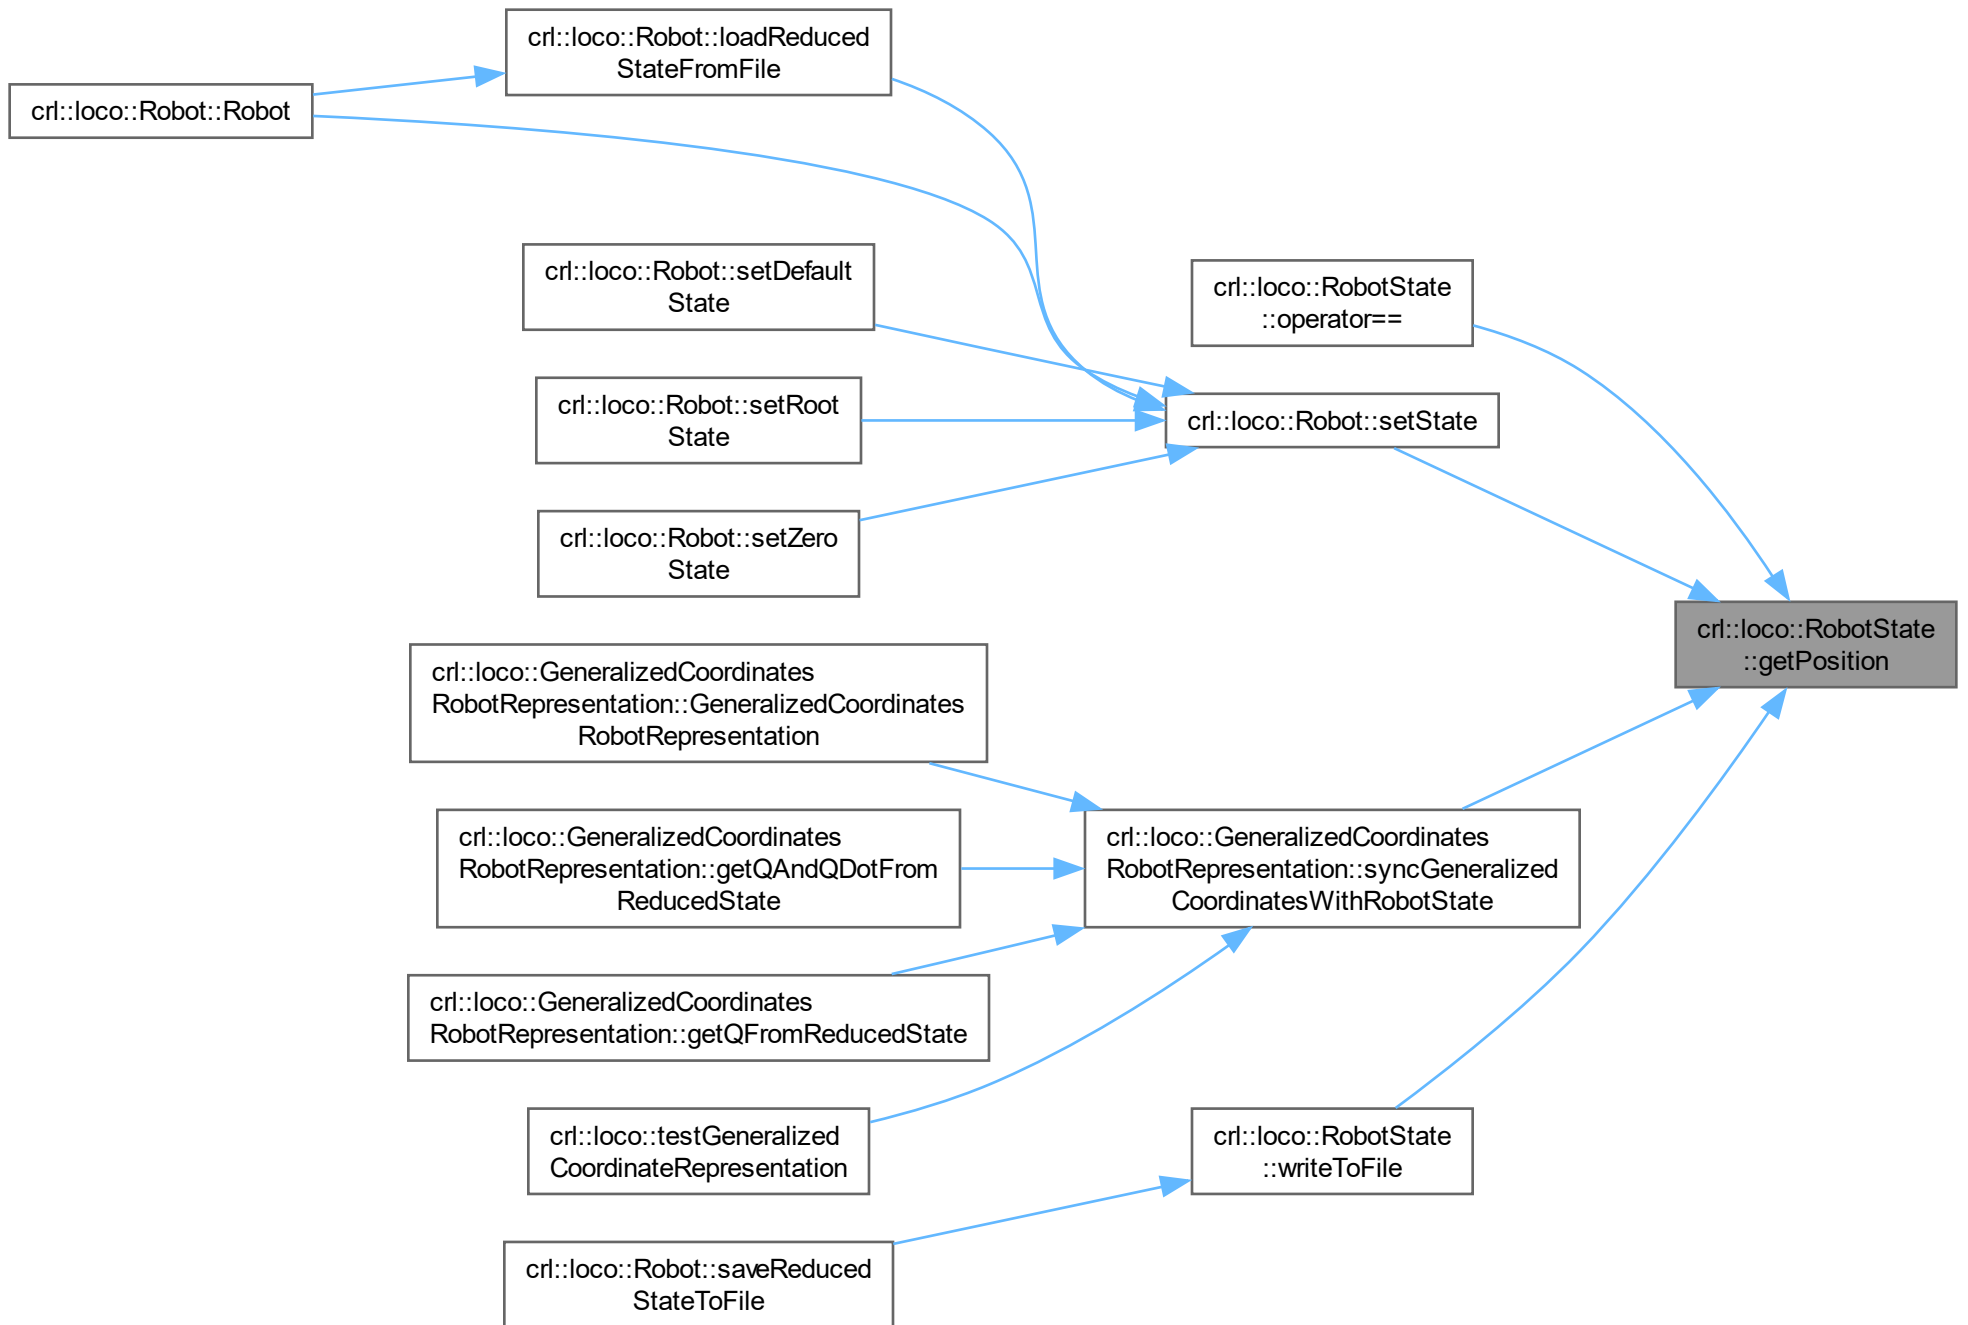 crl::loco::Robot::loadReduced
StateFromFile
crl::loco::Robot::Robot
crl::loco::Robot::setDefault
State
crl::loco::RobotState
::operator==
crl::loco::Robot::setRoot
State
crl::loco::Robot::setState
crl::loco::Robot::setZero
State
crl::loco::RobotState
::getPosition
crl::loco::GeneralizedCoordinates
RobotRepresentation::GeneralizedCoordinates
RobotRepresentation
crl::loco::GeneralizedCoordinates
RobotRepresentation::getQAndQDotFrom
ReducedState
crl::loco::GeneralizedCoordinates
RobotRepresentation::syncGeneralized
CoordinatesWithRobotState
crl::loco::GeneralizedCoordinates
RobotRepresentation::getQFromReducedState
crl::loco::testGeneralized
CoordinateRepresentation
crl::loco::RobotState
::writeToFile
crl::loco::Robot::saveReduced
StateToFile